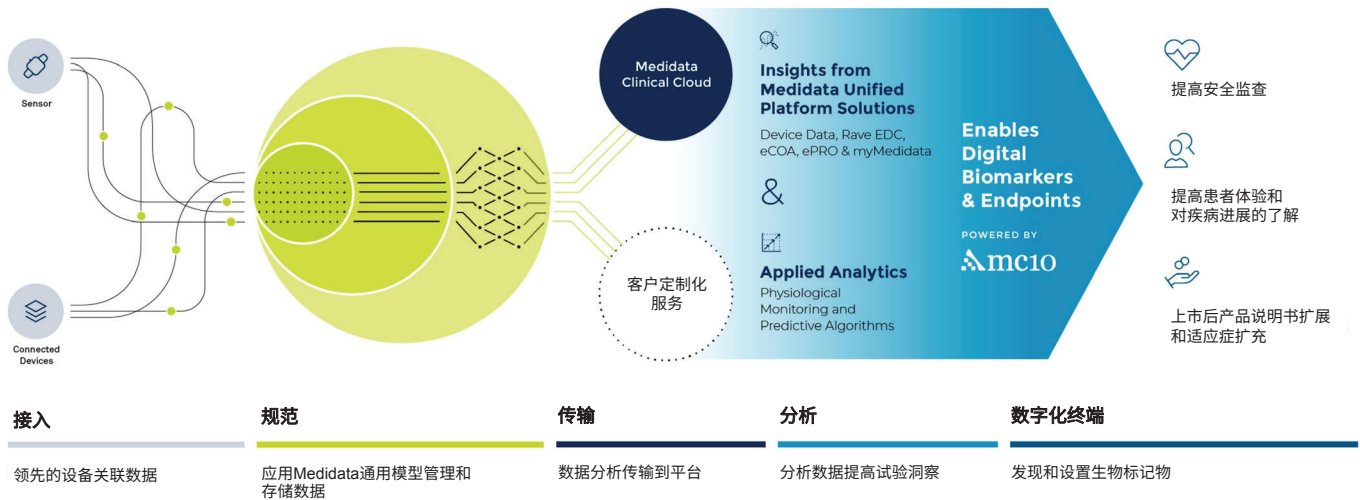 Sensor
Connected
Devices
Medidata
Clinical Cloud
客户定制化
服务
Insights from
Medidata Unified
Platform Solutions
Device Data, Rave EDC,
eCOA, ePRO & myMedidata
&
Applied Analytics
Physiological
Monitoring and
Predictive Algorithms
Enables
Digital
Biomarkers
& Endpoints
POWERED BY
mc10
提高安全监查
提高患者体验和
对疾病进展的了解
上市后产品说明书扩展
和适应症扩充
接入
领先的设备关联数据
规范
应用Medidata通用模型管理和
存储数据
传输
数据分析传输到平台
分析
分析数据提高试验洞察
数字化终端
发现和设置生物标记物